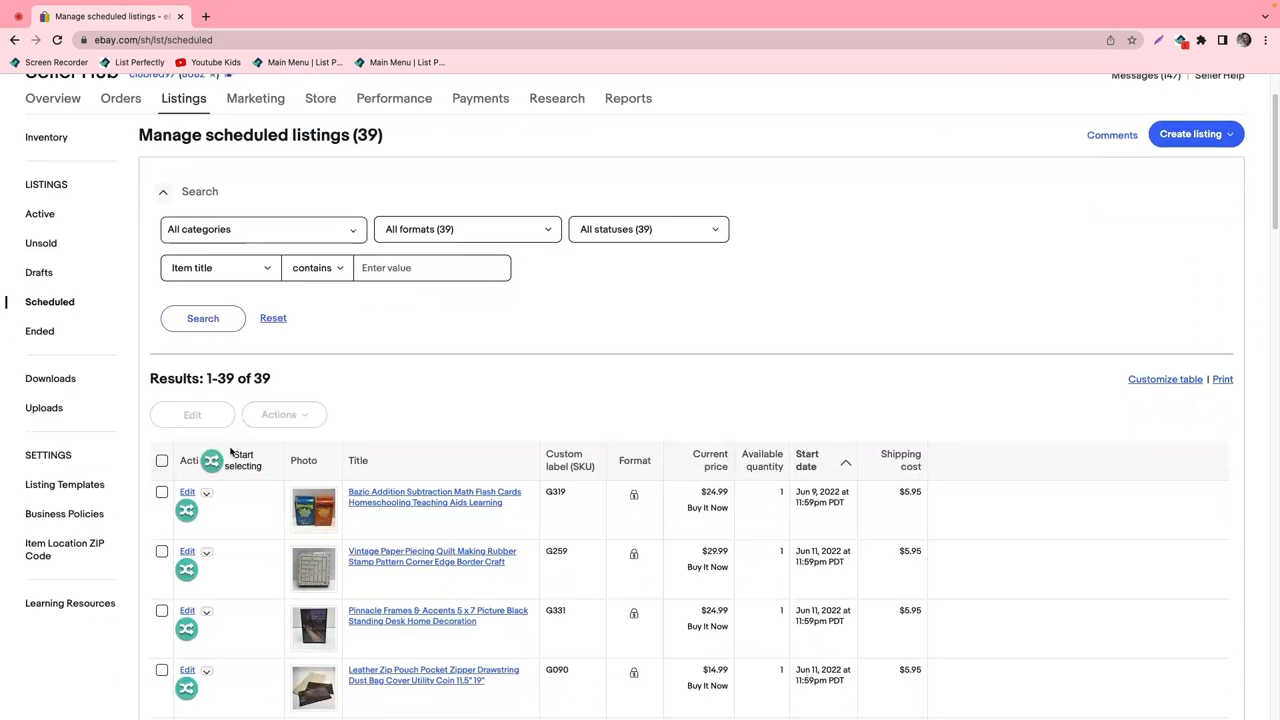 Manage scheduled listings - e
ebay.com/sh/lst/scheduled
Screen Recorder List Perfectly Youtube Kids Main Menu | List P... Main Menu | List P...
Seller Hub
Messages (147) Seller Help
Overview Orders Listings Marketing Store Performance Payments Research Reports
Inventory
LISTINGS
Active
Unsold
Drafts
Scheduled
Ended
Downloads
Uploads
SETTINGS
Listing Templates
Business Policies
Item Location ZIP
Code
Learning Resources
Manage scheduled listings (39)
Comments Create listing
Search
All categories All formats (39) All statuses (39)
Item title contains Enter value
Search Reset
Results: 1-39 of 39
Customize table | Print
Edit Actions
Acti Start selecting Photo Title Custom label (SKU) Format Current price Available quantity Start date Shipping cost
Edit Bazic Addition Subtraction Math Flash Cards G319 $24.99 1 Jun 9, 2022 at $5.95
Homeschooling Teaching Aids Learning Buy It Now 11:59pm PDT
Edit Vintage Paper Piecing Quilt Making Rubber G259 $29.99 1 Jun 11, 2022 at $5.95
Stamp Pattern Corner Edge Border Craft Buy It Now 11:59pm PDT
Edit Pinnacle Frames & Accents 5 x 7 Picture Black G331 $24.99 1 Jun 11, 2022 at $5.95
Standing Desk Home Decoration Buy It Now 11:59pm PDT
Edit Leather Zip Pouch Pocket Zipper Drawstring G090 $14.99 1 Jun 11, 2022 at $5.95
Dust Bag Cover Utility Coin 11.5" 19" Buy It Now 11:59pm PDT